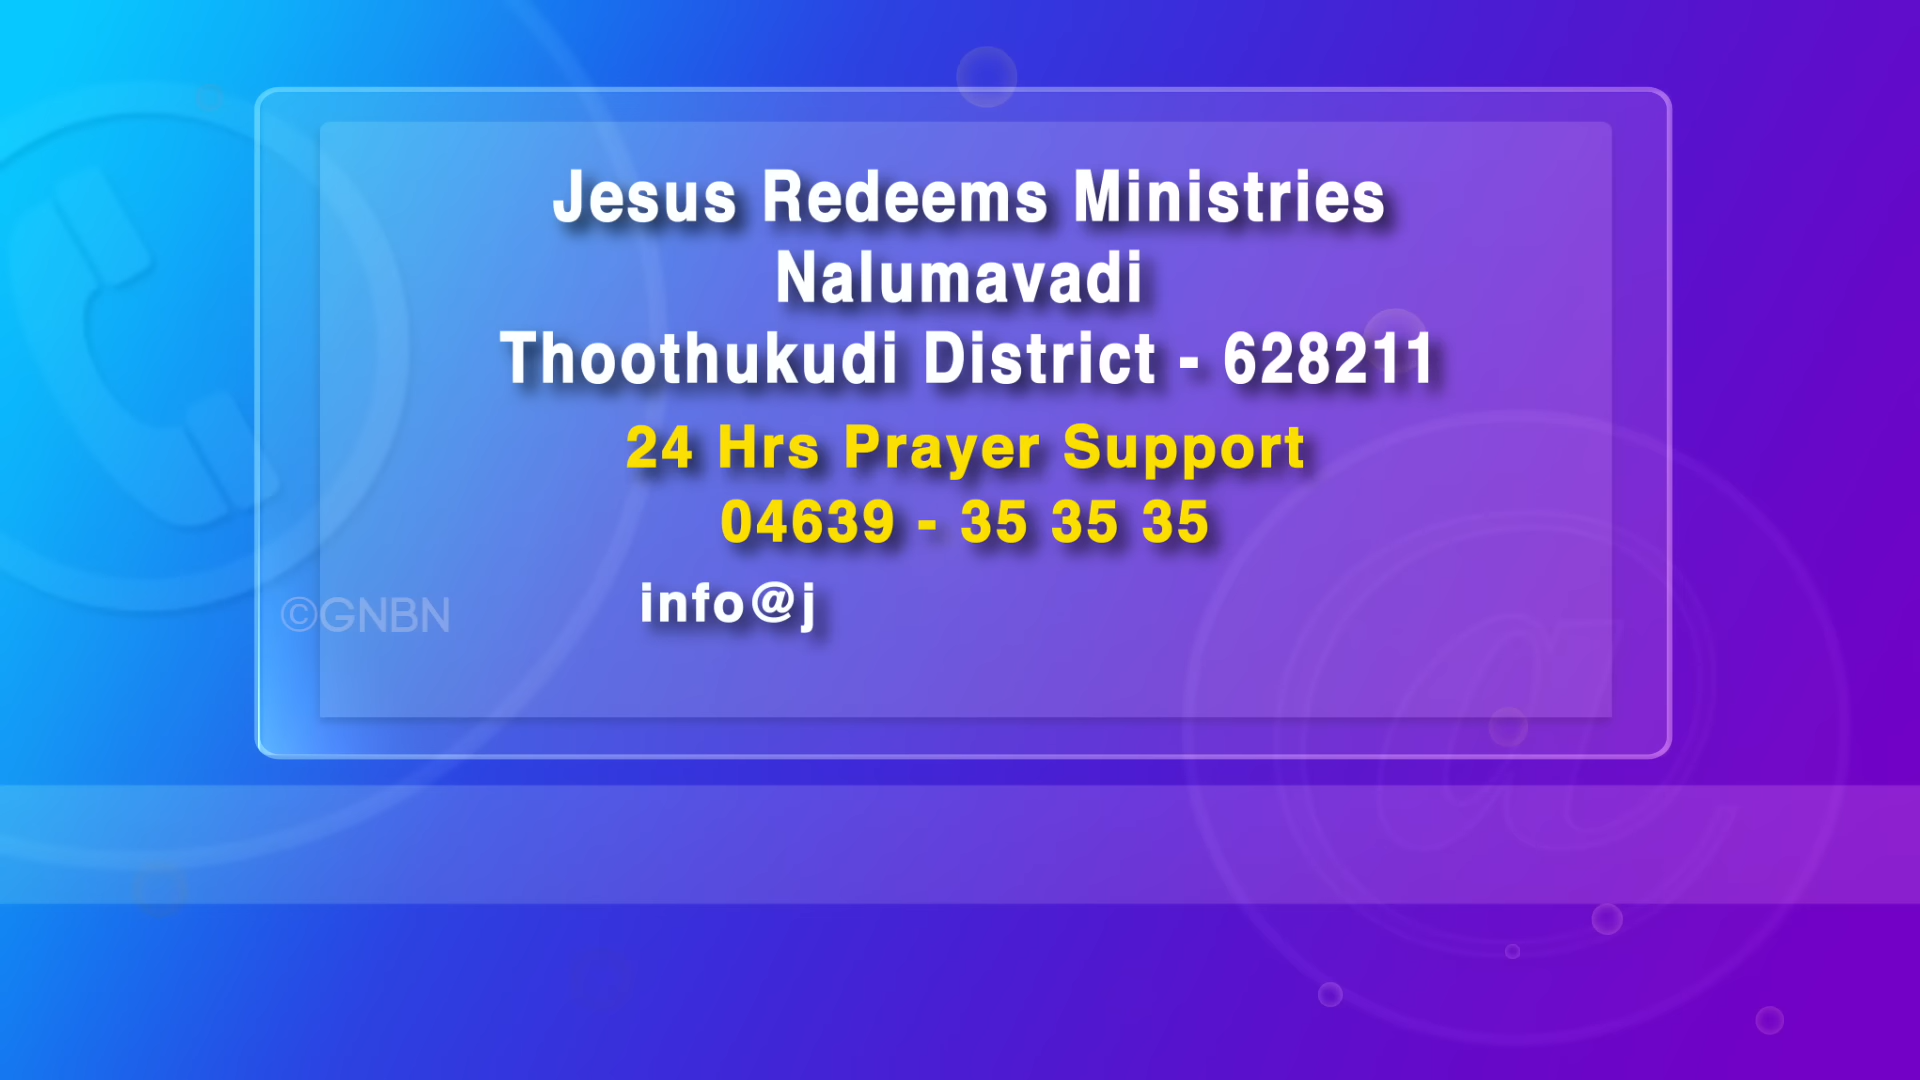 Jesus Redeems Ministries
Nalumavadi
Thoothukudi District - 628211
24 Hrs Prayer Support
04639 - 35 35 35
info@j
©GNBN